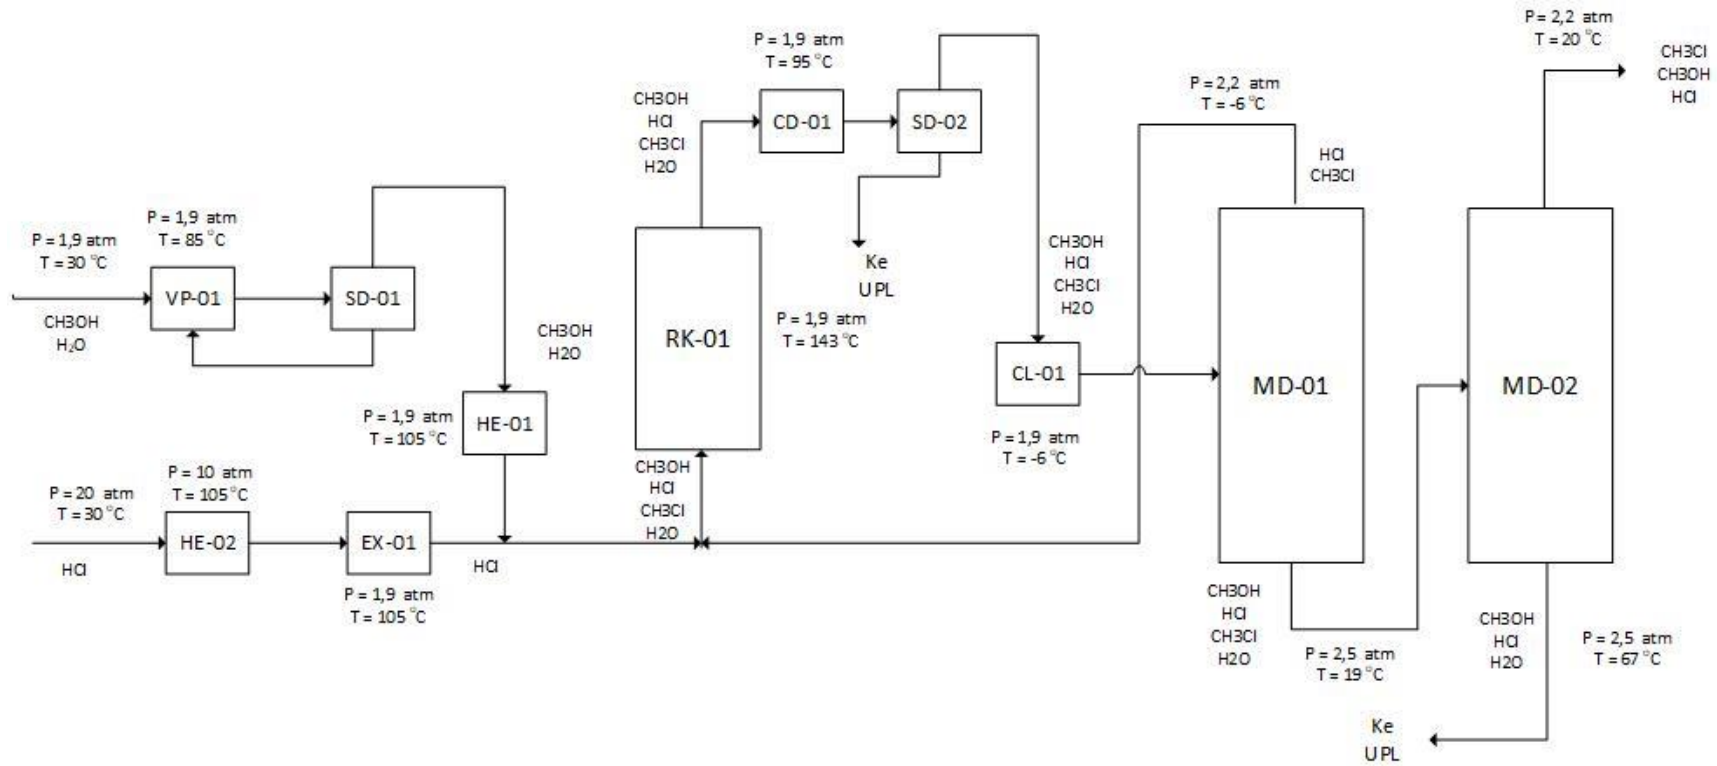 P = 1,9 atm
T = 30 °C
CH3OH
H₂O
P = 1,9 atm
T = 85 °C
VP-01
SD-01
CH3OH
H2O
P = 1,9 atm
T = 105 °C
HE-01
P = 20 atm
T = 30 °C
HCl
P = 10 atm
T = 105 °C
HE-02
EX-01
P = 1,9 atm
T = 105 °C
HCl
CH3OH
HCl
CH3Cl
H2O
RK-01
P = 1,9 atm
T = 143 °C
CH3OH
HCl
CH3Cl
H2O
P = 1,9 atm
T = 95 °C
CD-01
SD-02
Ke
UPL
CH3OH
HCl
CH3Cl
H2O
CL-01
P = 1,9 atm
T = -6 °C
P = 2,2 atm
T = -6 °C
HCl
CH3Cl
MD-01
CH3OH
HCl
CH3Cl
H2O
P = 2,5 atm
T = 19 °C
P = 2,2 atm
T = 20 °C
CH3Cl
CH3OH
HCl
MD-02
CH3OH
HCl
H2O
P = 2,5 atm
T = 67 °C
Ke
UPL